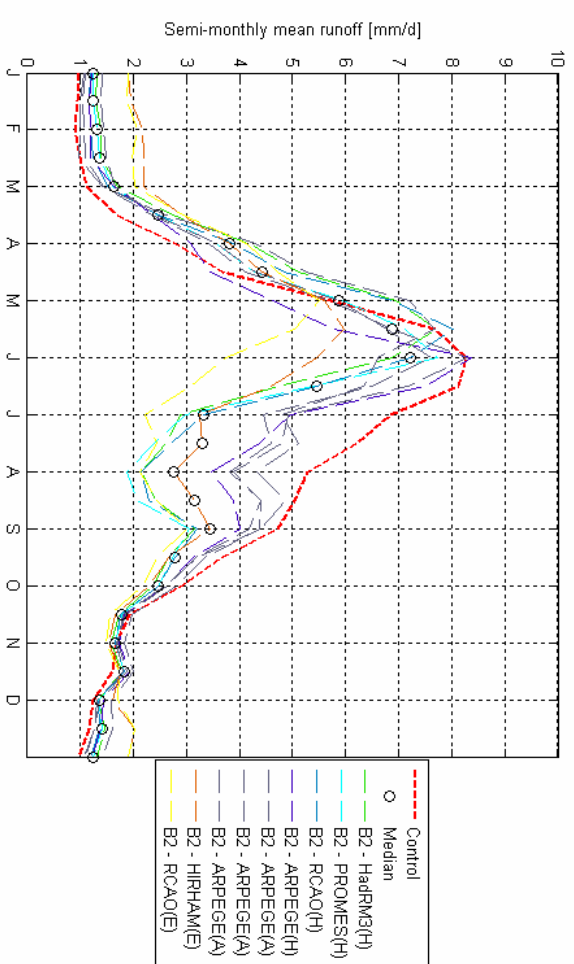 Semi-monthly mean runoff [mm/d]
0 1 2 3 4 5 6 7 8 9 10
J F M A M J J A S O N D
Control
Median
B2 - HadRM3(H)
B2 - PROMES(H)
B2 - RCAO(H)
B2 - ARPEGE(H)
B2 - ARPEGE(A)
B2 - ARPEGE(A)
B2 - ARPEGE(A)
B2 - HIRHAM(E)
B2 - RCAO(E)